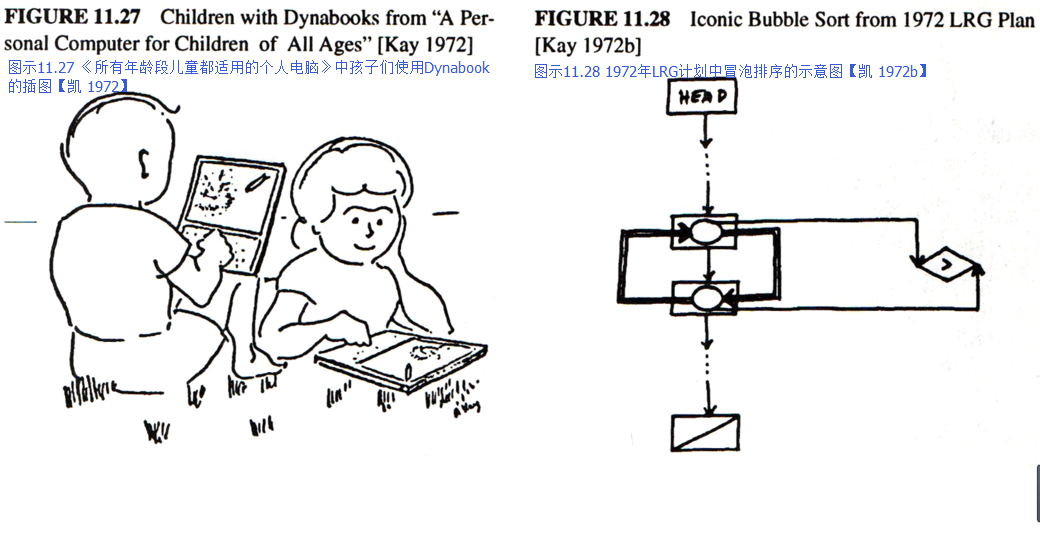 FIGURE 11.27 Children with Dynabooks from “A Per-
sonal Computer for Children of All Ages” [Kay 1972]
图示11.27《所有年龄段儿童都适用的个人电脑》中孩子们使用Dynabook
的插图【凯 1972】
FIGURE 11.28 Iconic Bubble Sort from 1972 LRG Plan
[Kay 1972b]
图示11.28 1972年LRG计划中冒泡排序的示意图【凯 1972b】
HEAD
>